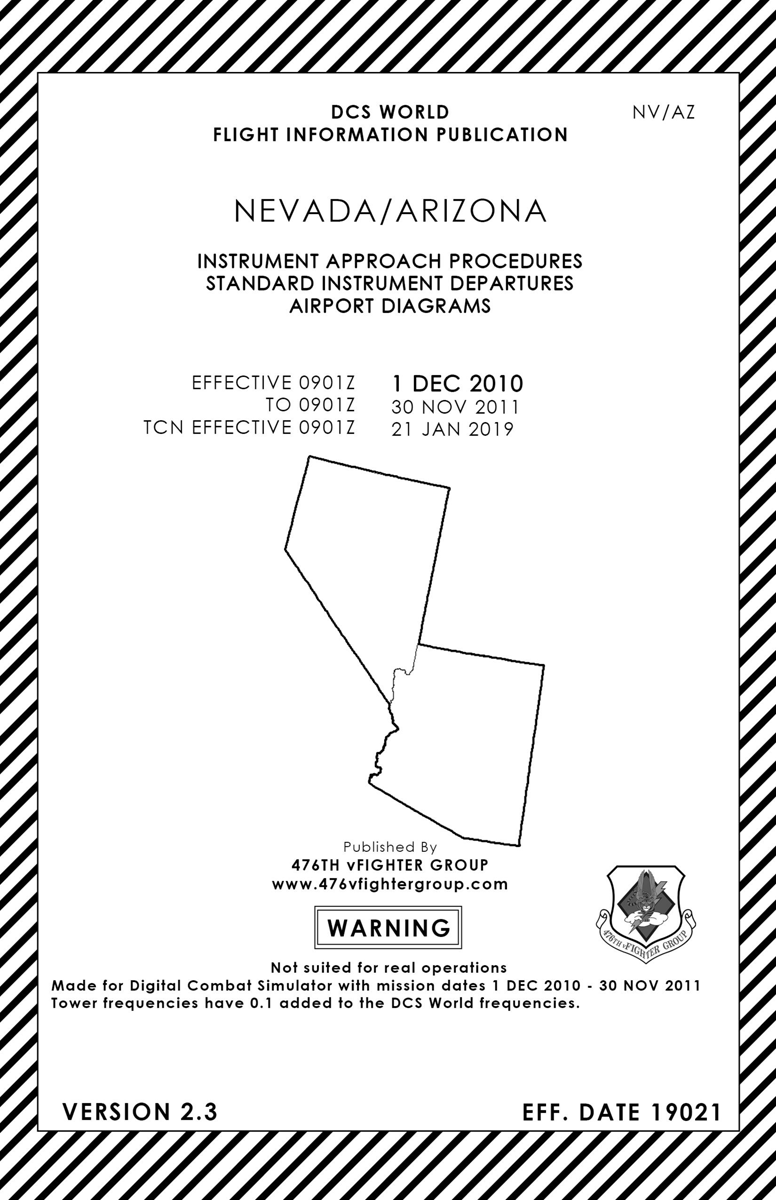 DCS WORLD
FLIGHT INFORMATION PUBLICATION
NV/AZ
NEVADA/ARIZONA
INSTRUMENT APPROACH PROCEDURES
STANDARD INSTRUMENT DEPARTURES
AIRPORT DIAGRAMS
EFFECTIVE 0901Z 1 DEC 2010
TO 0901Z 30 NOV 2011
TCN EFFECTIVE 0901Z 21 JAN 2019
Published By
476TH vFIGHTER GROUP
www.476vfightergroup.com
476TH vFIGHTER GROUP
WARNING
Not suited for real operations
Made for Digital Combat Simulator with mission dates 1 DEC 2010 - 30 NOV 2011
Tower frequencies have 0.1 added to the DCS World frequencies.
VERSION 2.3
EFF. DATE 19021